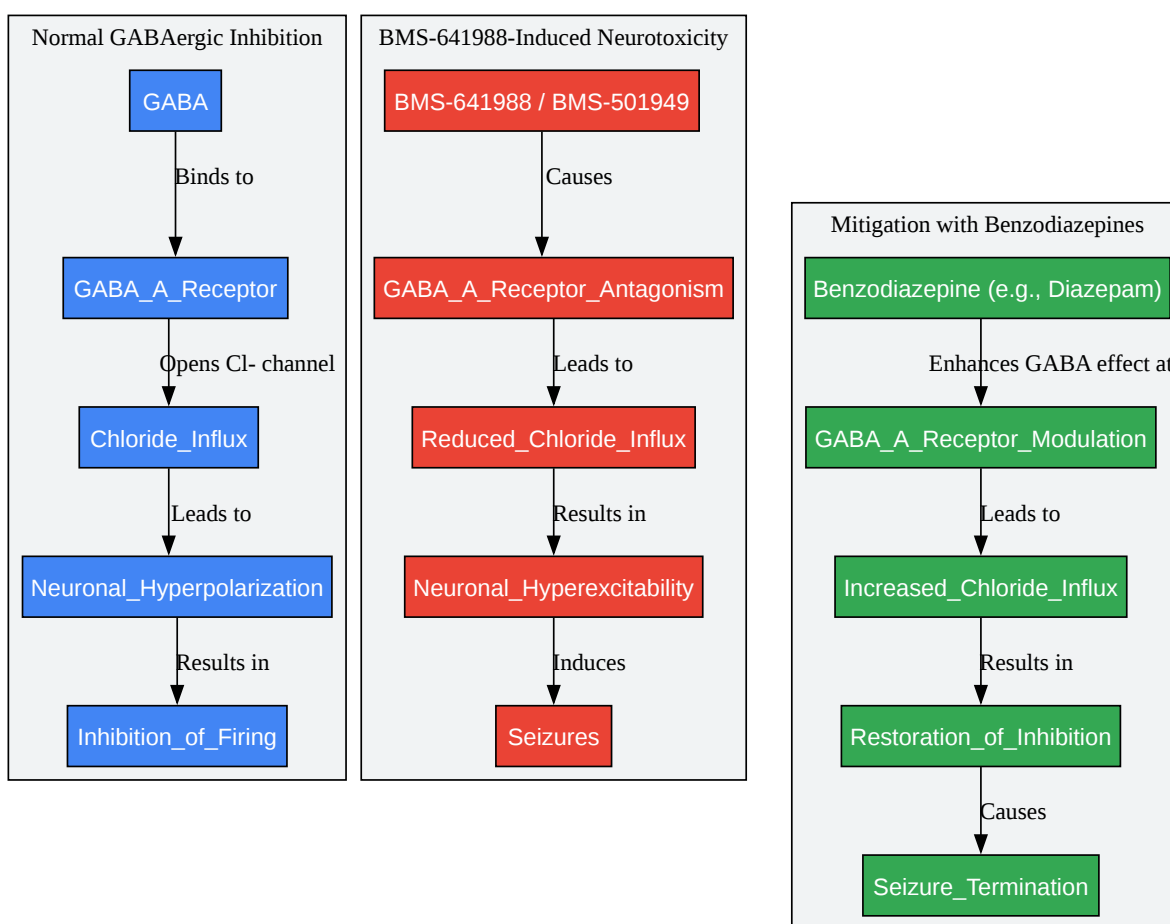 Normal GABAergic Inhibition
GABA
Binds to
GABA_A_Receptor
Opens Cl- channel
Chloride_Influx
Leads to
Neuronal_Hyperpolarization
Results in
Inhibition_of_Firing
BMS-641988-Induced Neurotoxicity
BMS-641988 / BMS-501949
Causes
GABA_A_Receptor_Antagonism
Leads to
Reduced_Chloride_Influx
Results in
Neuronal_Hyperexcitability
Induces
Seizures
Mitigation with Benzodiazepines
Benzodiazepine (e.g., Diazepam)
Enhances GABA effect at
GABA_A_Receptor_Modulation
Leads to
Increased_Chloride_Influx
Results in
Restoration_of_Inhibition
Causes
Seizure_Termination